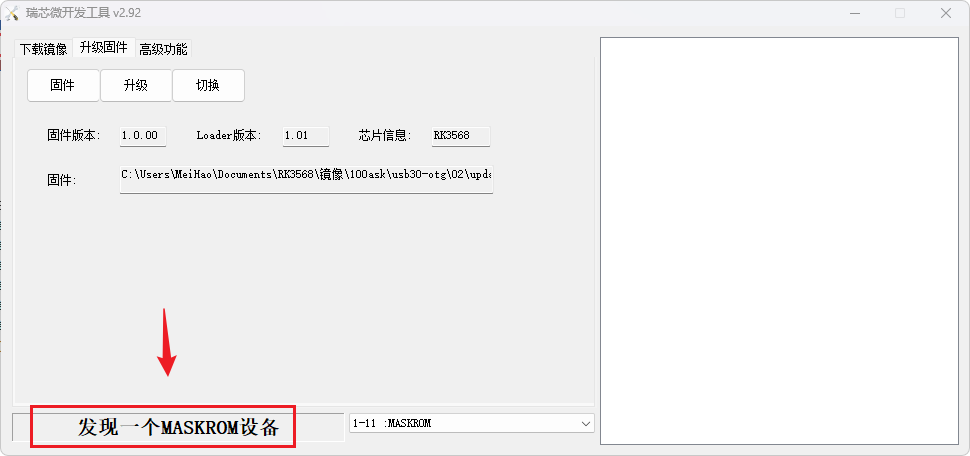 瑞芯微开发工具 v2.92
下载镜像 升级固件 高级功能
固件 升级 切换
固件版本: 1.0.00 Loader版本: 1.01 芯片信息: RK3568
固件: C:\Users\MeiHao\Documents\RK3568\镜像\100ask\usb30-otg\02\upda
发现一个MASKROM设备 1-11 :MASKROM